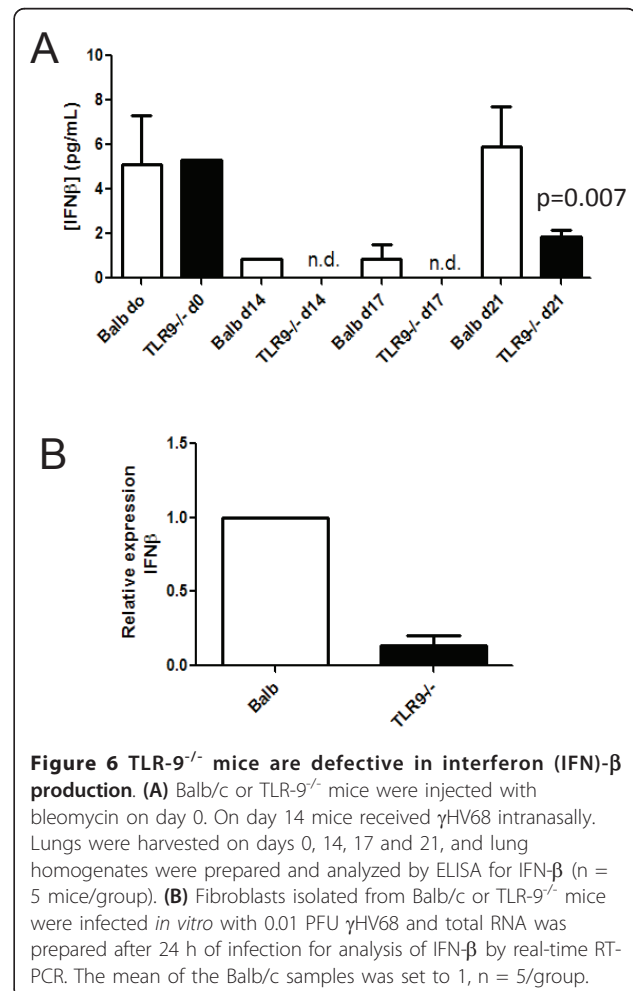 A
[IFNβ] (pg/mL)
10
8
6
4
2
0
n.d.
n.d.
p=0.007
Balb do
TLR9-/- d0
Balb d14
TLR9-/- d14
Balb d17
TLR9-/- d17
Balb d21
TLR9-/- d21
B
Relative expression
IFNβ
1.5
1.0
0.5
0.0
Balb
TLR9-/-
Figure 6 TLR-9-/- mice are defective in interferon (IFN)-β
production. (A) Balb/c or TLR-9-/- mice were injected with
bleomycin on day 0. On day 14 mice received γHV68 intranasally.
Lungs were harvested on days 0, 14, 17 and 21, and lung
homogenates were prepared and analyzed by ELISA for IFN-β (n =
5 mice/group). (B) Fibroblasts isolated from Balb/c or TLR-9-/- mice
were infected in vitro with 0.01 PFU γHV68 and total RNA was
prepared after 24 h of infection for analysis of IFN-β by real-time RT-
PCR. The mean of the Balb/c samples was set to 1, n = 5/group.